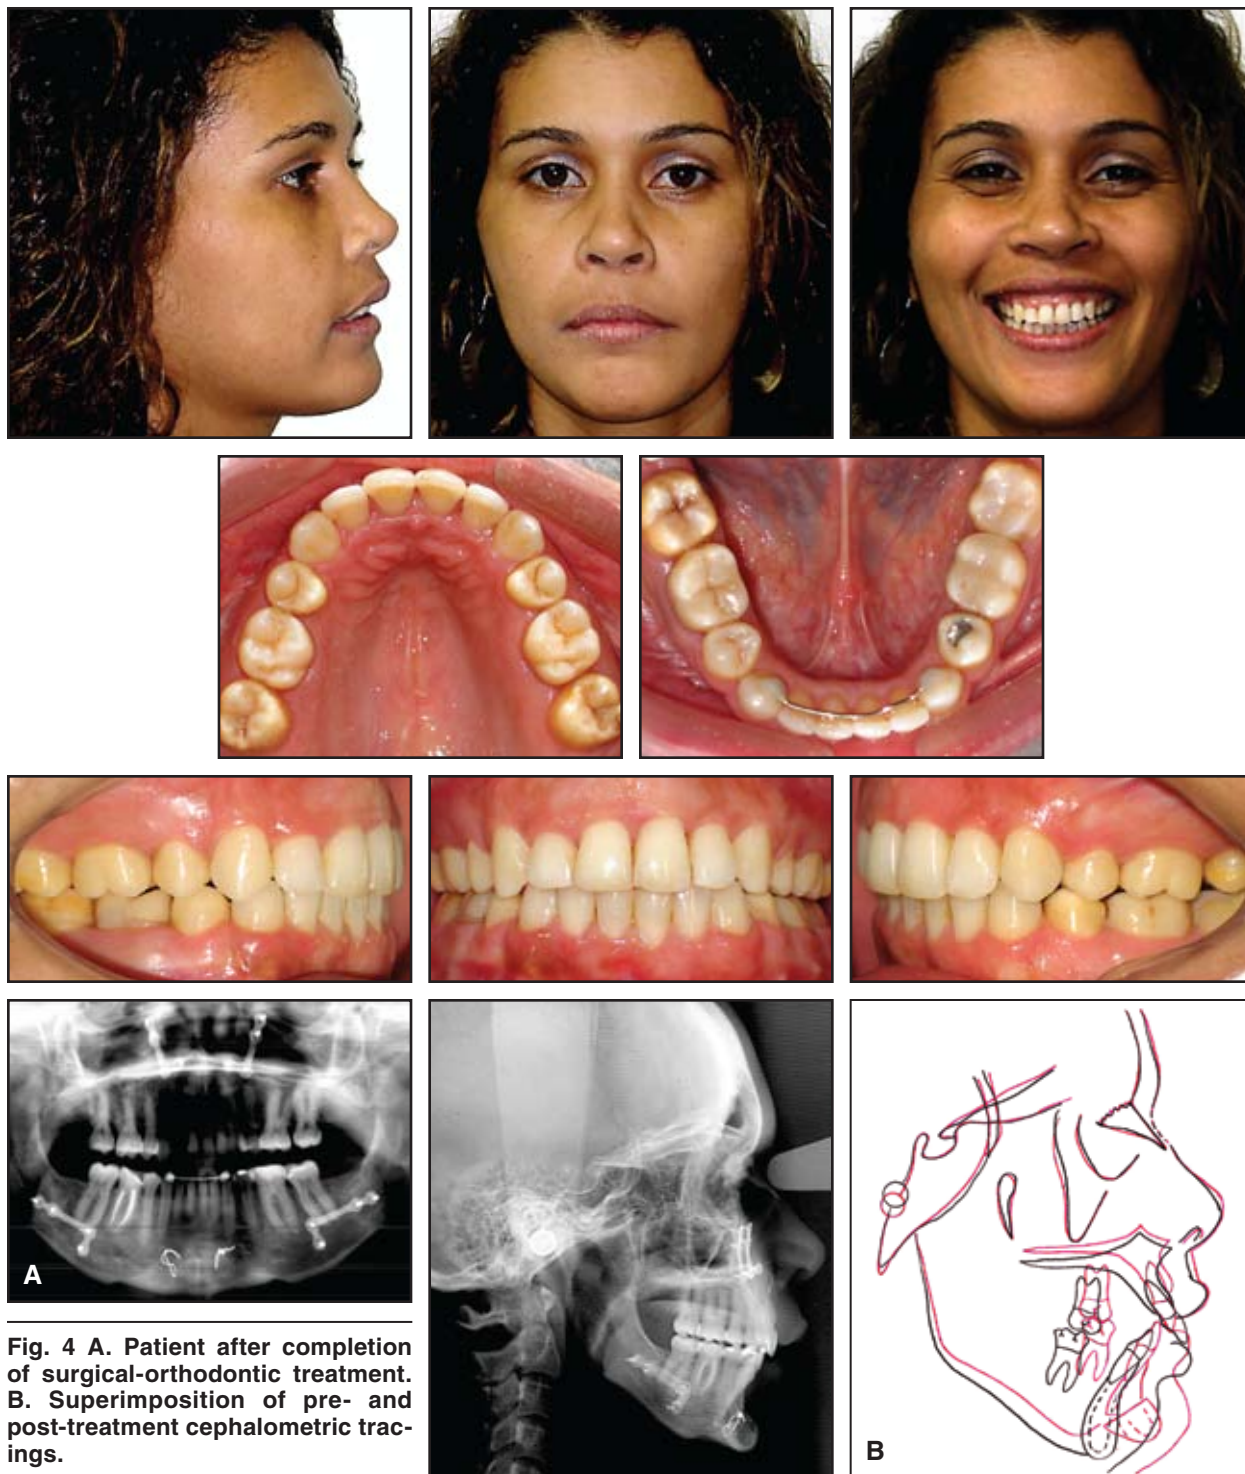 A
B
Fig. 4 A. Patient after completion
of surgical-orthodontic treatment.
B. Superimposition of pre- and
post-treatment cephalometric trac-
ings.